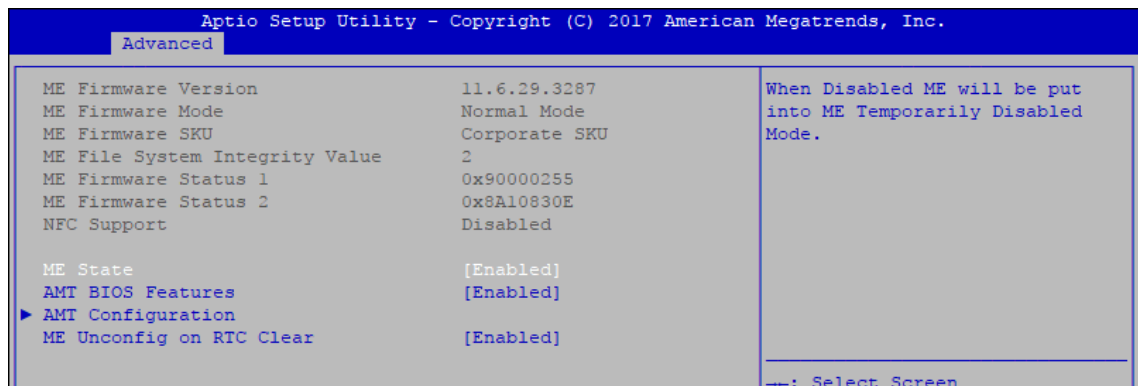 Aptio Setup Utility - Copyright (C) 2017 American Megatrends, Inc.
Advanced
ME Firmware Version 11.6.29.3287
ME Firmware Mode Normal Mode
ME Firmware SKU Corporate SKU
ME File System Integrity Value 2
ME Firmware Status 1 0x90000255
ME Firmware Status 2 0x8A10830E
NFC Support Disabled
ME State [Enabled]
AMT BIOS Features [Enabled]
► AMT Configuration
ME Unconfig on RTC Clear [Enabled]
When Disabled ME will be put
into ME Temporarily Disabled
Mode.
→←: Select Screen